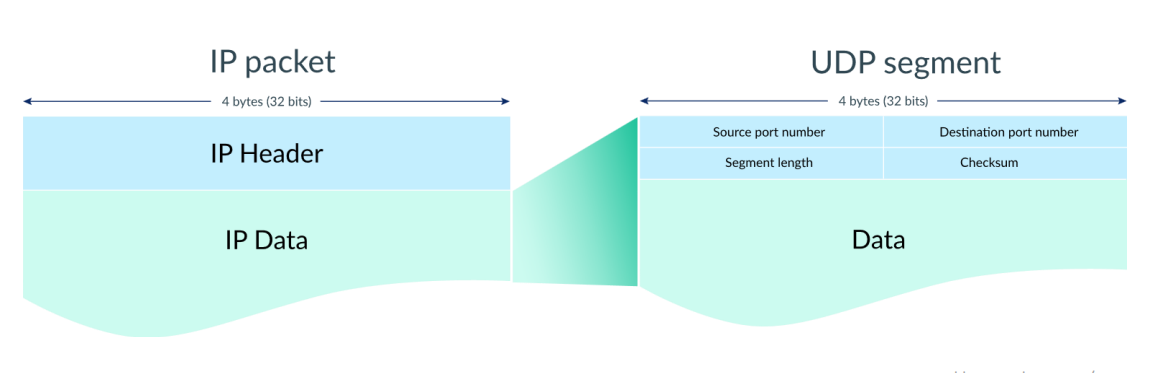 IP packet
UDP segment
4 bytes (32 bits)
4 bytes (32 bits)
IP Header
Source port number
Destination port number
Segment length
Checksum
IP Data
Data